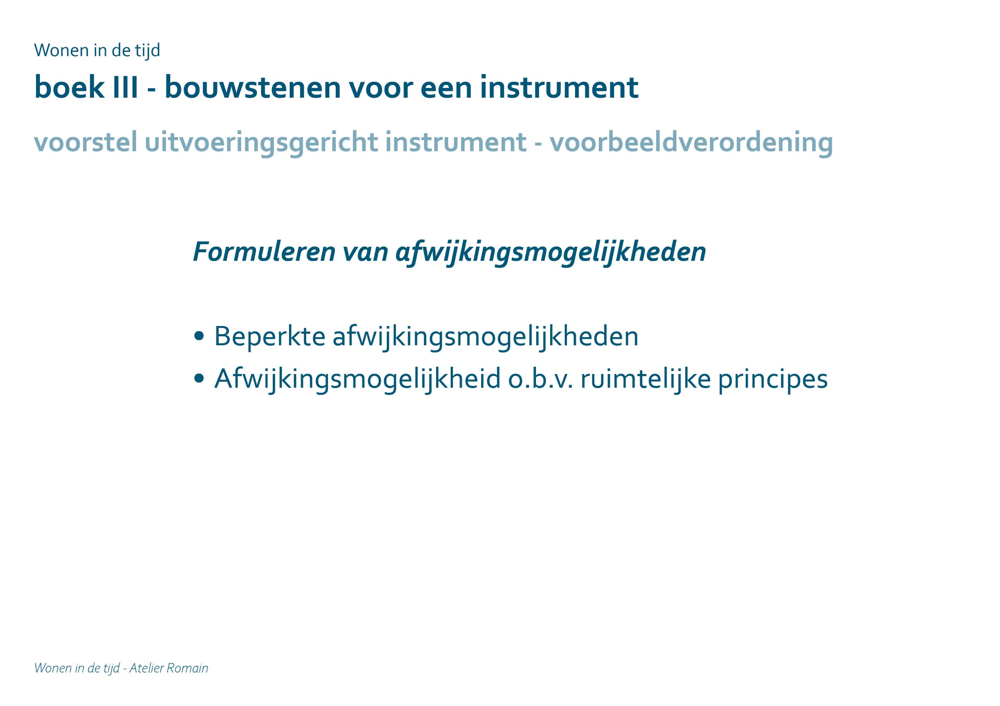 Wonen in de tijd
boek III - bouwstenen voor een instrument
voorstel uitvoeringsgericht instrument - voorbeeldverordening
Formuleren van afwijkingsmogelijkheden
• Beperkte afwijkingsmogelijkheden
• Afwijkingsmogelijkheid o.b.v. ruimtelijke principes
Wonen in de tijd - Atelier Romain